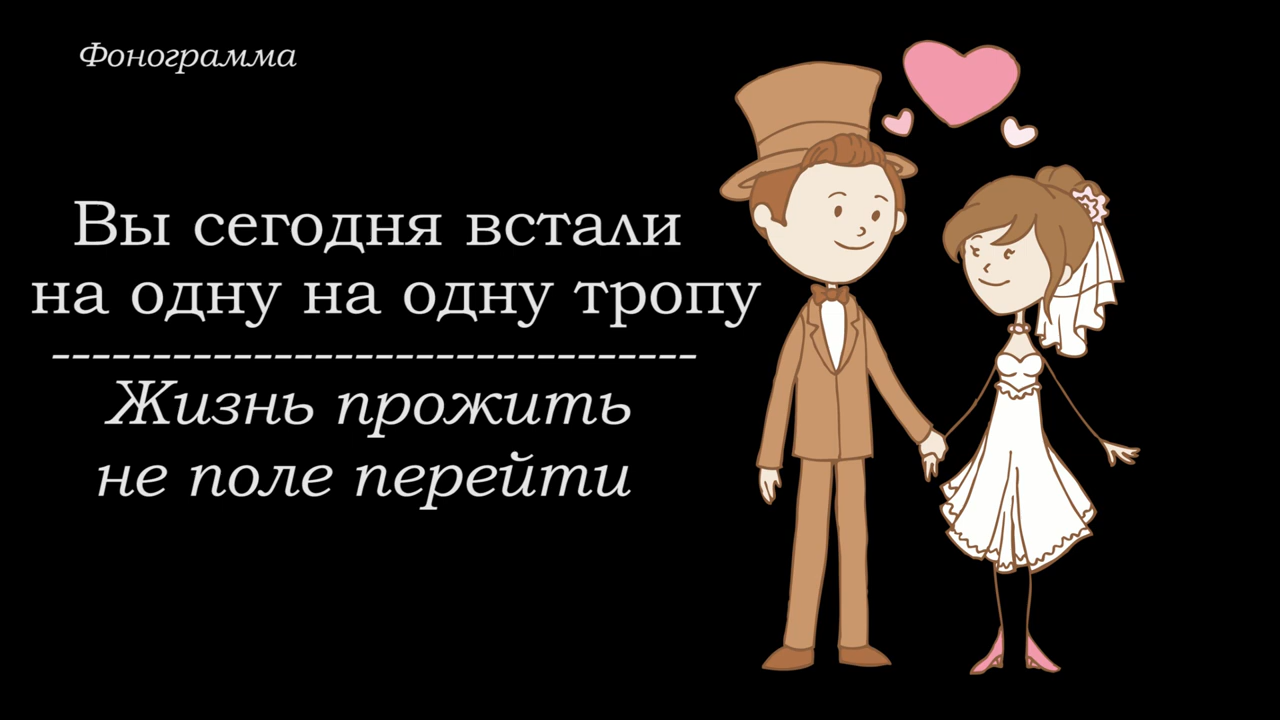 Фонограмма
Вы сегодня встали
на одну на одну тропу
--------------------------------
Жизнь прожить
не поле перейти